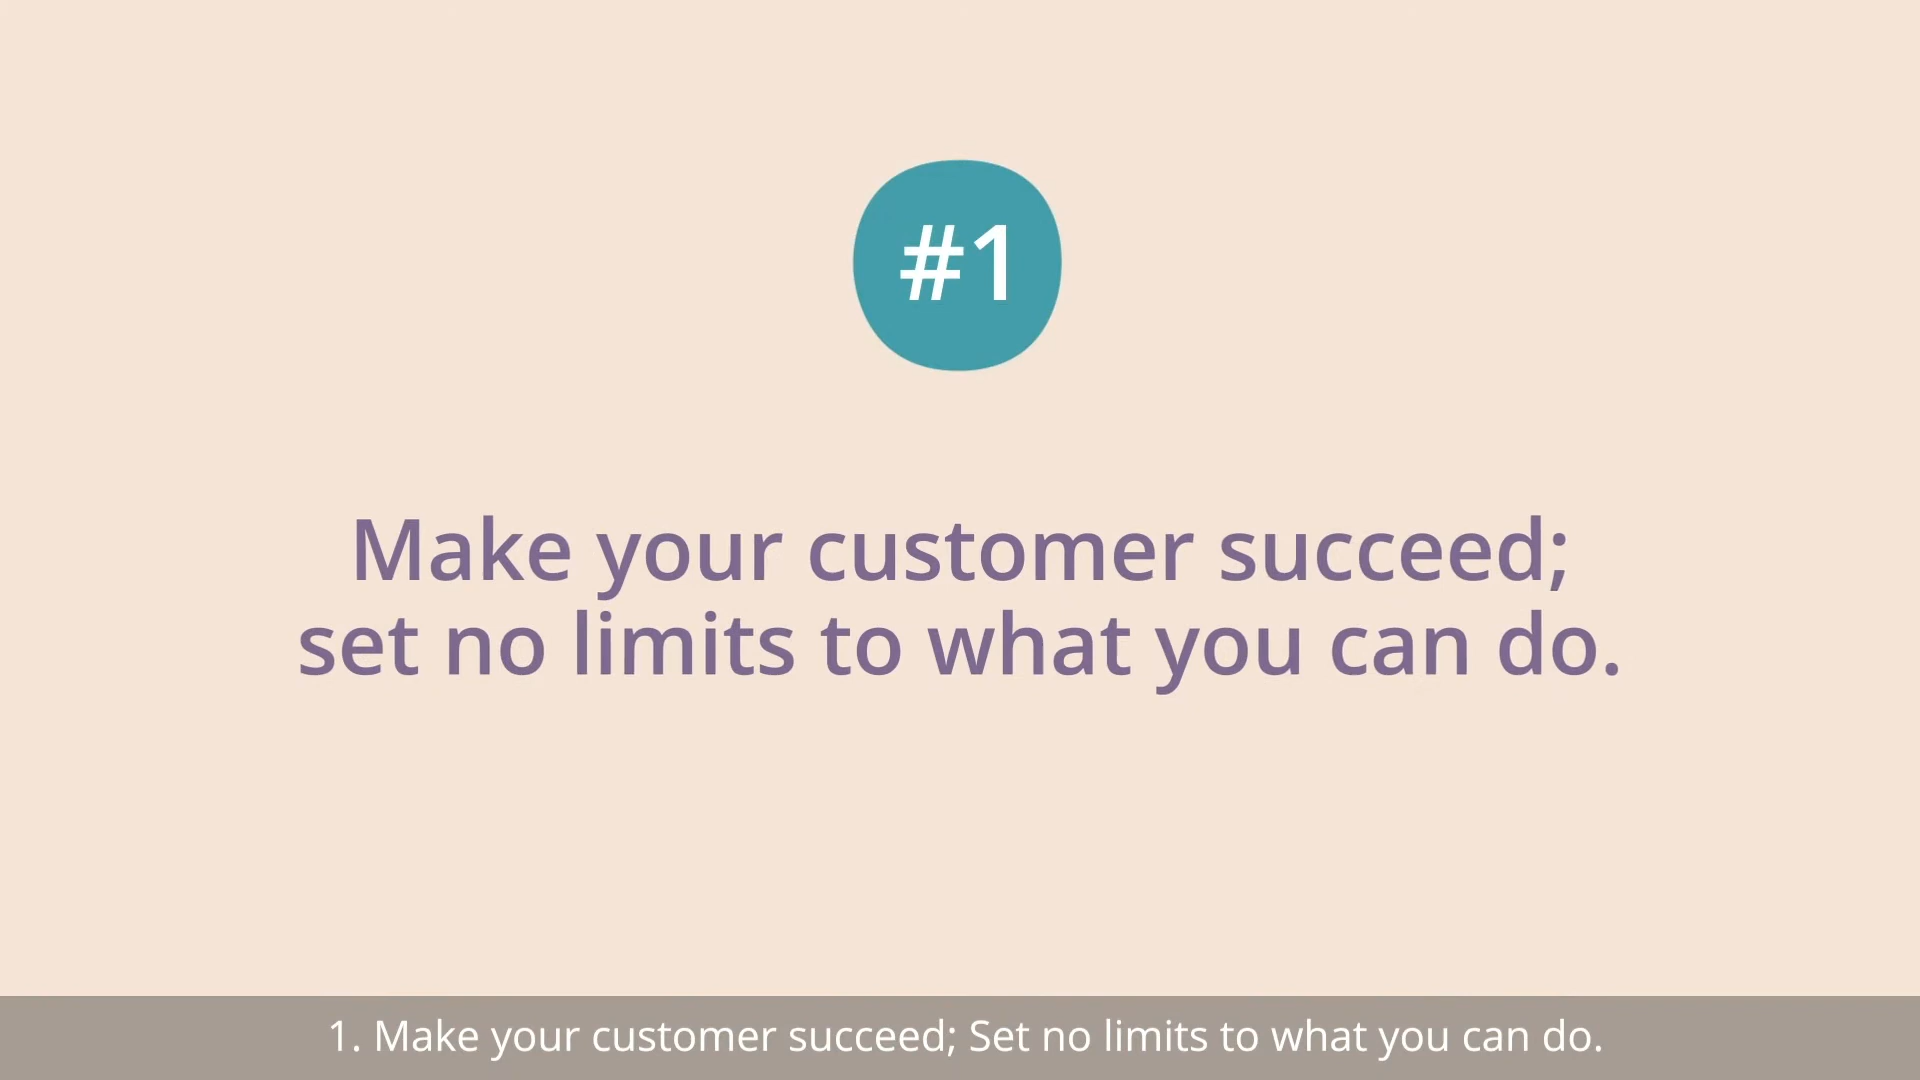 #1
Make your customer succeed;
set no limits to what you can do.
1. Make your customer succeed; Set no limits to what you can do.